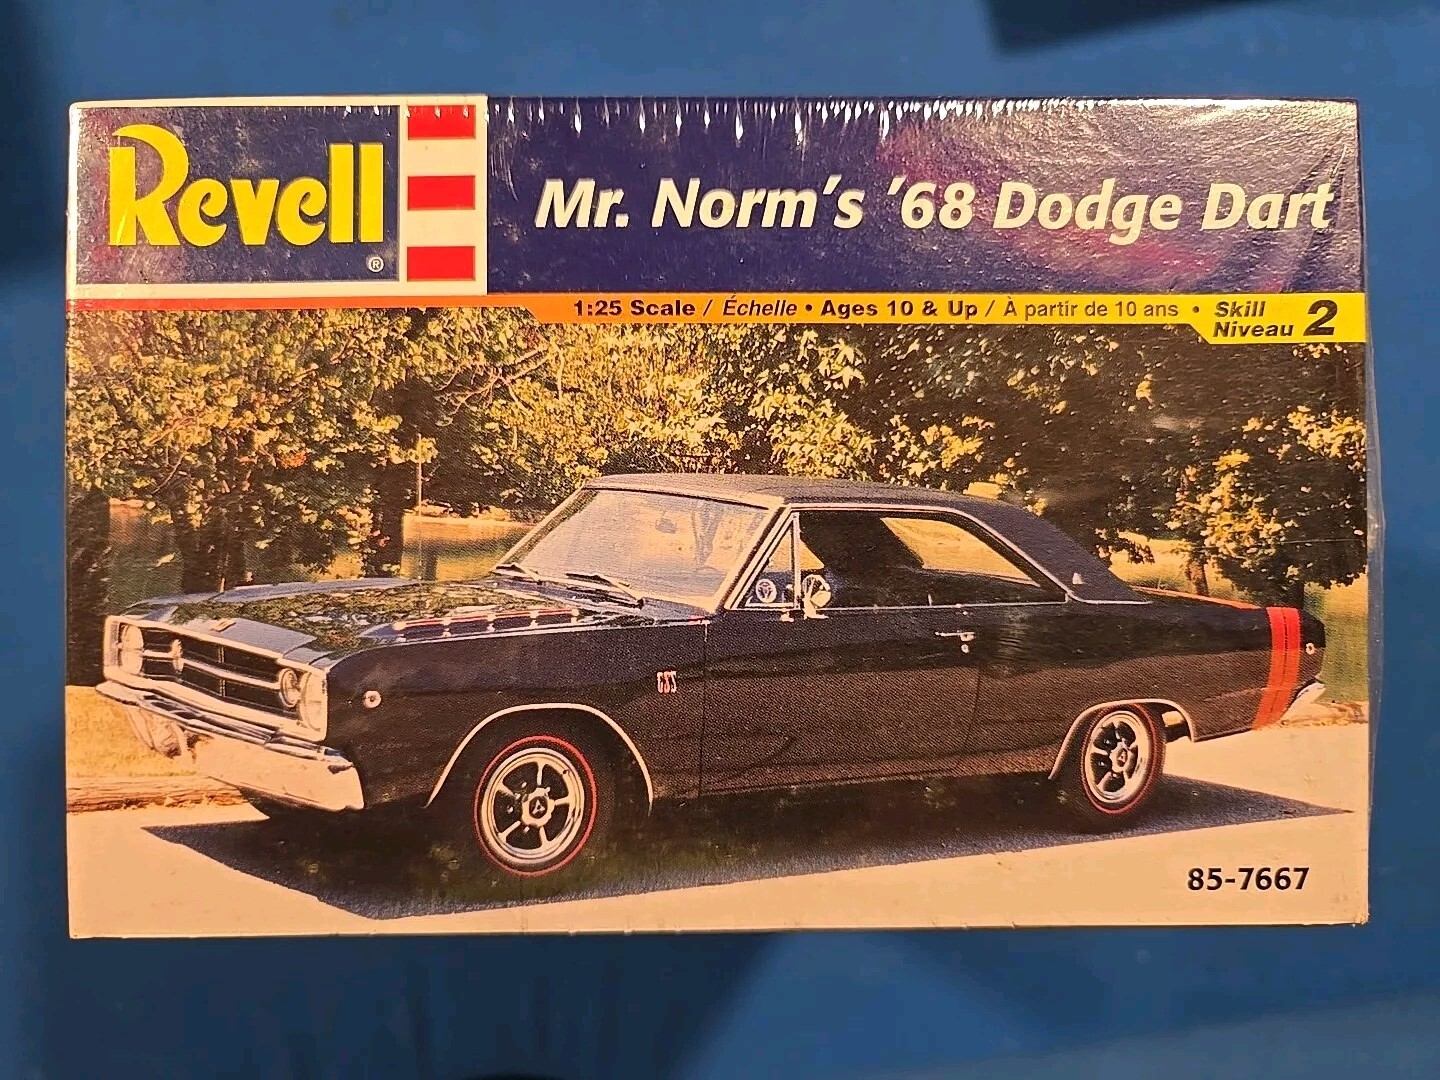 Revell
®
Mr. Norm's '68 Dodge Dart
1:25 Scale / Échelle • Ages 10 & Up / À partir de 10 ans • Skill
Niveau 2
GSS
85-7667